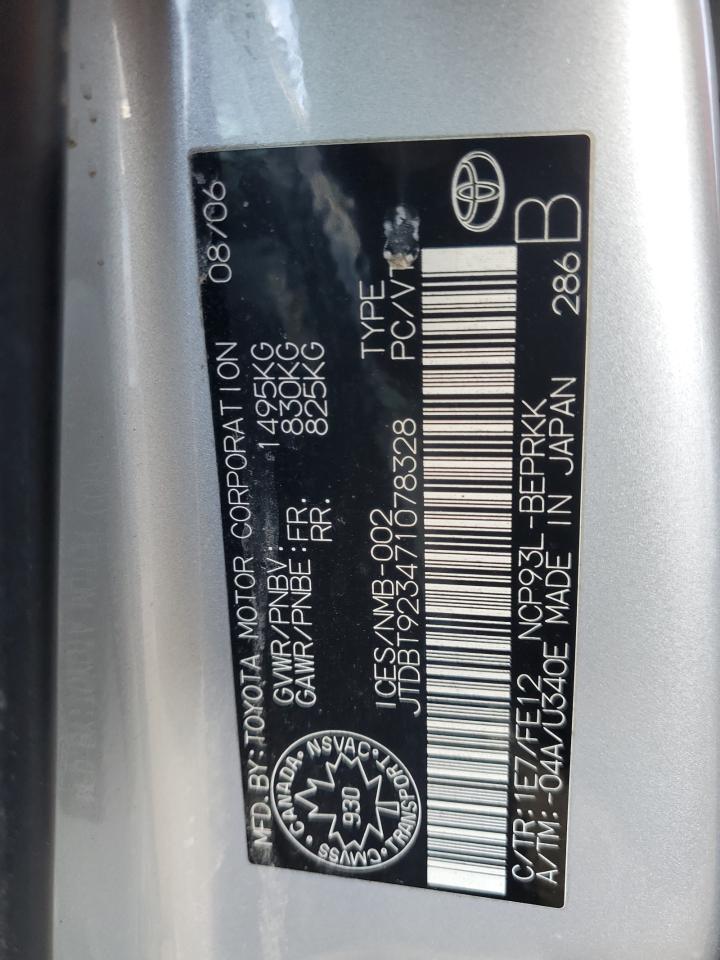 MFD.BY:TOYOTA MOTOR CORPORATION 08/06
GVWR/PNBV: 1495KG
GAWR/PNBE:FR. 830KG
RR. 825KG
CANADA
NSVAC
930
CMVSS
TRANSPORT
ICES/NMB-002 TYPE
JTDBT923471078328 PC/VT
C/TR:1E7/FE12 NCP93L-BEPRKK
A/TM:-04A/U340E MADE IN JAPAN 286 B